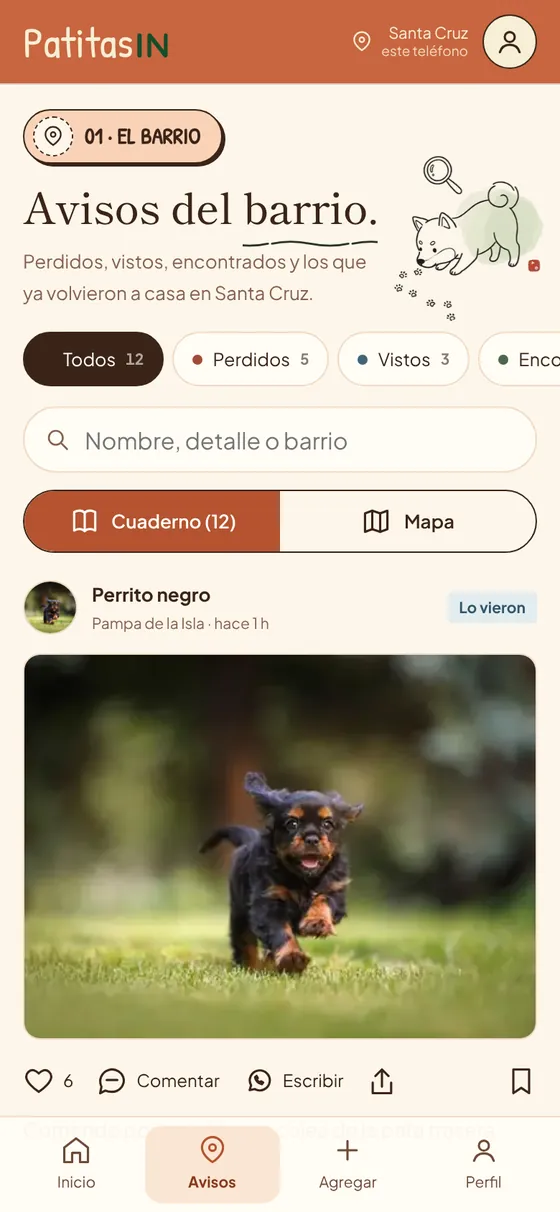 PatitasIN
Santa Cruz
este teléfono
01 · EL BARRIO
Avisos del barrio.
Perdidos, vistos, encontrados y los que
ya volvieron a casa en Santa Cruz.
Todos 12
Perdidos 5
Vistos 3
Enco
Nombre, detalle o barrio
Cuaderno (12)
Mapa
Perrito negro
Pampa de la Isla · hace 1 h
Lo vieron
6
Comentar
Escribir
Inicio
Avisos
Agregar
Perfil